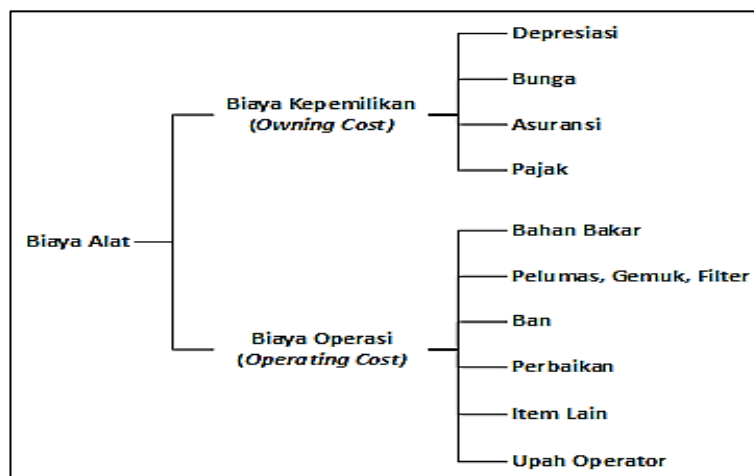 Biaya Alat
Biaya Kepemilikan
(Owning Cost)
Depresiasi
Bunga
Asuransi
Pajak
Biaya Operasi
(Operating Cost)
Bahan Bakar
Pelumas, Gemuk, Filter
Ban
Perbaikan
Item Lain
Upah Operator